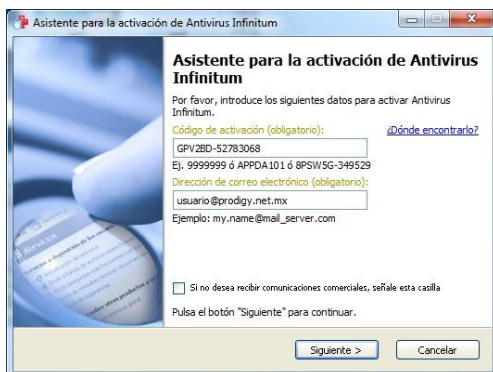 Asistente para la activación de Antivirus Infinitum
Asistente para la activación de Antivirus
Infinitum
Por favor, introduce los siguientes datos para activar Antivirus
Infinitum.
Código de activación (obligatorio): ¿Dónde encontrarlo?
GPV2BD-52783068
Ej. 9999999 ó APPDA101 ó 8PSW5G-349529
Dirección de correo electrónico (obligatorio):
usuario@prodigy.net.mx
Ejemplo: my.name@mail_server.com
Servicios
Si no desea recibir comunicaciones comerciales, señale esta casilla
Pulsa el botón "Siguiente" para continuar.
Siguiente > Cancelar